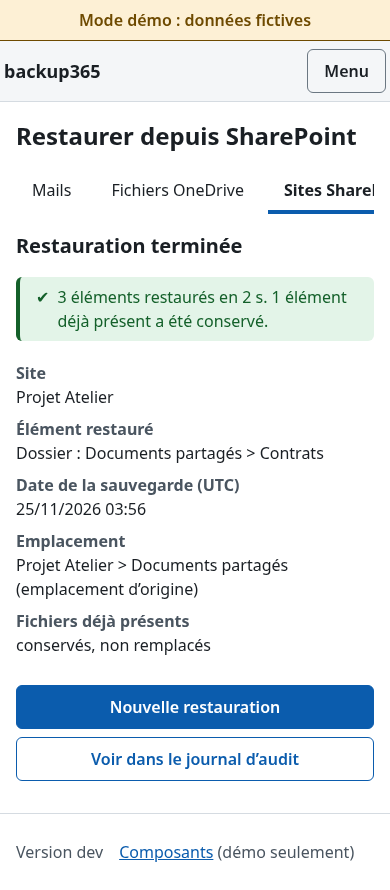 Mode démo : données fictives
backup365
Menu
Restaurer depuis SharePoint
Mails
Fichiers OneDrive
Sites Share
Restauration terminée
✔ 3 éléments restaurés en 2 s. 1 élément
déjà présent a été conservé.
Site
Projet Atelier
Élément restauré
Dossier : Documents partagés > Contrats
Date de la sauvegarde (UTC)
25/11/2026 03:56
Emplacement
Projet Atelier > Documents partagés
(emplacement d’origine)
Fichiers déjà présents
conservés, non remplacés
Nouvelle restauration
Voir dans le journal d’audit
Version dev Composants (démo seulement)